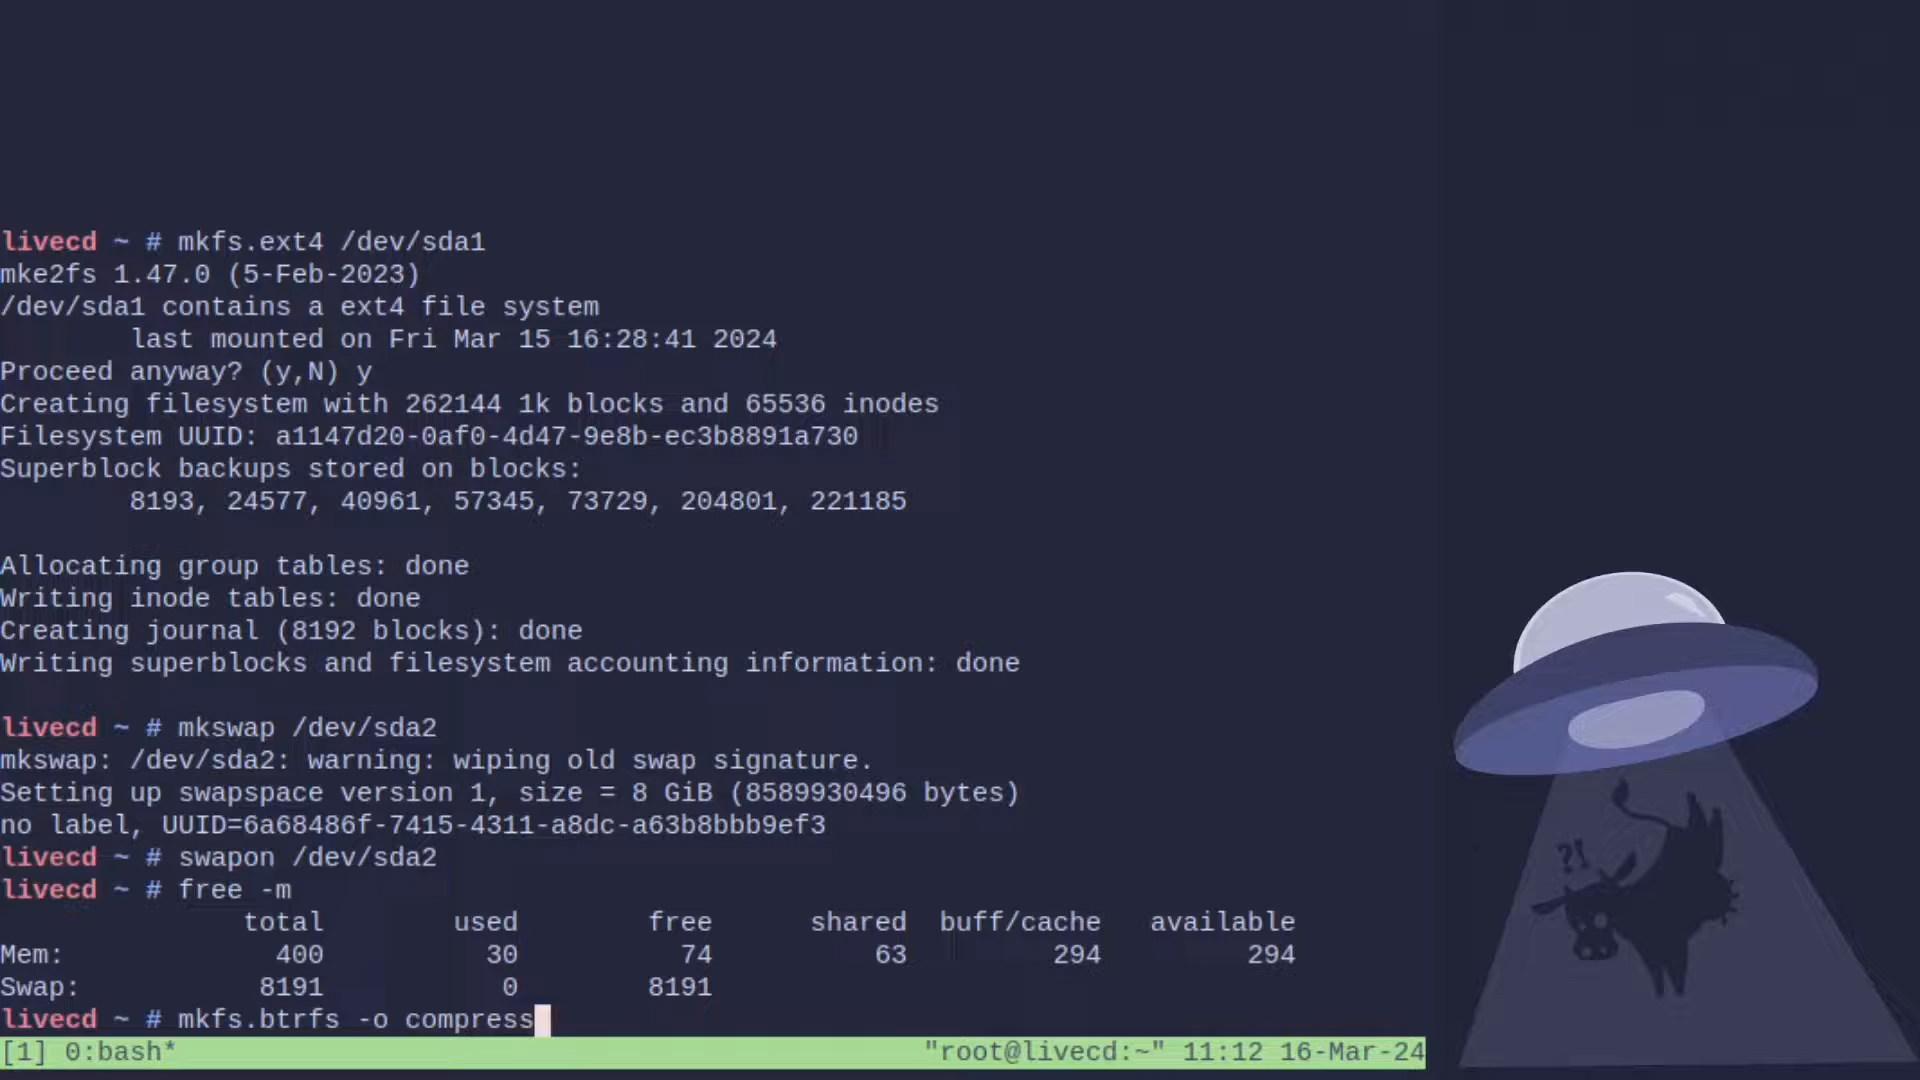 livecd ~ # mkfs.ext4 /dev/sda1
mke2fs 1.47.0 (5-Feb-2023)
/dev/sda1 contains a ext4 file system
        last mounted on Fri Mar 15 16:28:41 2024
Proceed anyway? (y,N) y
Creating filesystem with 262144 1k blocks and 65536 inodes
Filesystem UUID: a1147d20-0af0-4d47-9e8b-ec3b8891a730
Superblock backups stored on blocks:
        8193, 24577, 40961, 57345, 73729, 204801, 221185
Allocating group tables: done
Writing inode tables: done
Creating journal (8192 blocks): done
Writing superblocks and filesystem accounting information: done
livecd ~ # mkswap /dev/sda2
mkswap: /dev/sda2: warning: wiping old swap signature.
Setting up swapspace version 1, size = 8 GiB (8589930496 bytes)
no label, UUID=6a68486f-7415-4311-a8dc-a63b8bbb9ef3
livecd ~ # swapon /dev/sda2
livecd ~ # free -m
               total        used        free      shared  buff/cache   available
Mem:             400          30          74          63         294         294
Swap:           8191           0        8191
livecd ~ # mkfs.btrfs -o compress
[1] 0:bash* "root@livecd:~" 11:12 16-Mar-24
?!